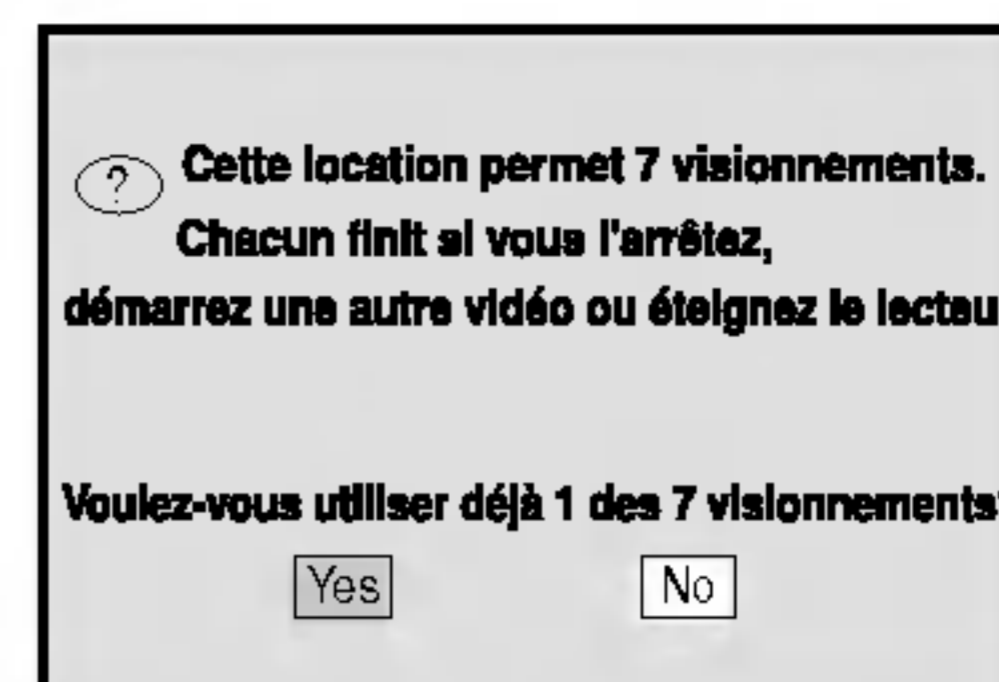 ? Cette location permet 7 visionnements.
Chacun finit si vous l'arrêtez,
démarrez une autre vidéo ou éteignez le lecteu
Voulez-vous utiliser déjà 1 des 7 visionnements
Yes No